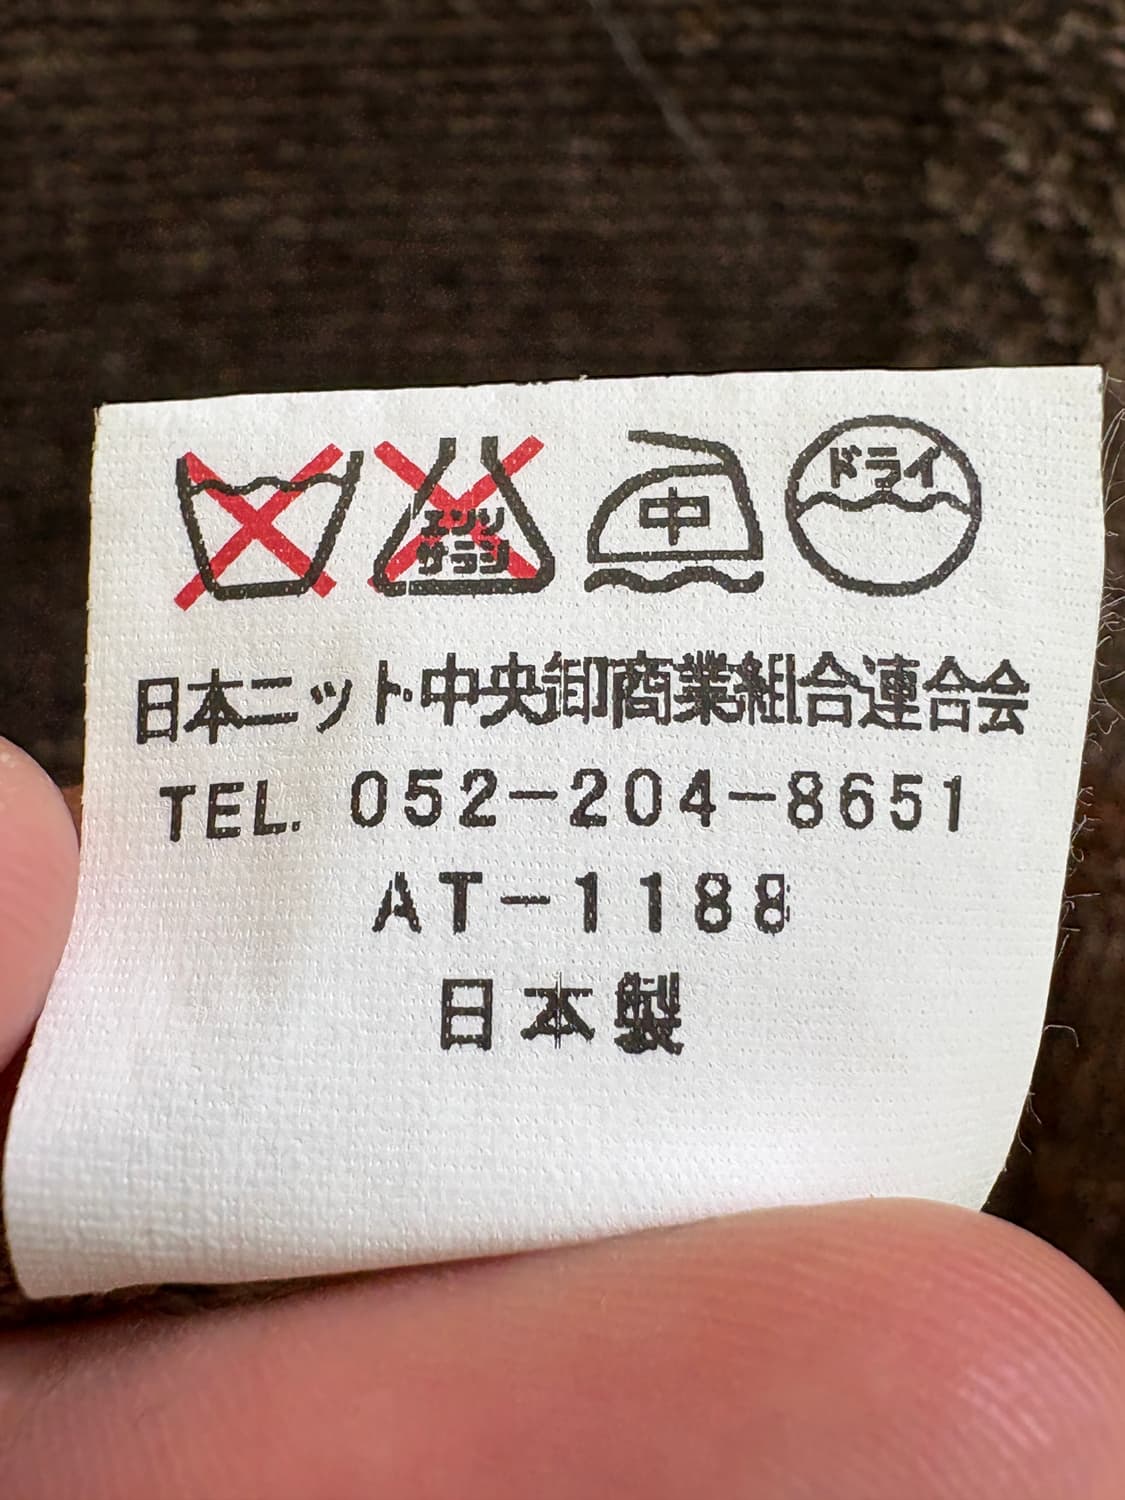 エンソ
サラシ
中
ドライ
日本ニット中央卸商業組合連合会
TEL. 052-204-8651
AT-1188
日本製